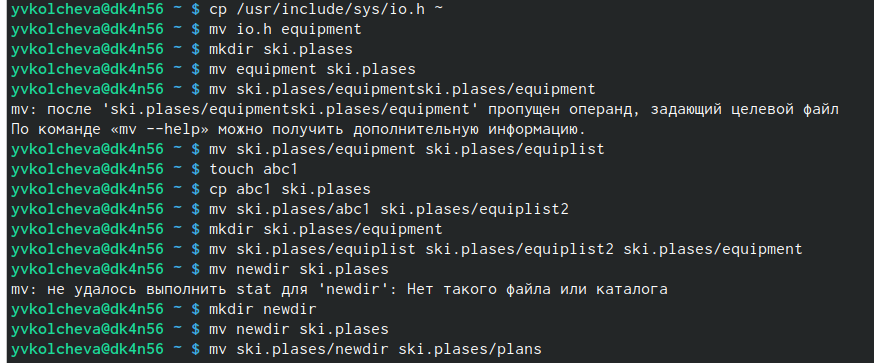 yvkolcheva@dk4n56 ~ $ cp /usr/include/sys/io.h ~
yvkolcheva@dk4n56 ~ $ mv io.h equipment
yvkolcheva@dk4n56 ~ $ mkdir ski.plases
yvkolcheva@dk4n56 ~ $ mv equipment ski.plases
yvkolcheva@dk4n56 ~ $ mv ski.plases/equipmentski.plases/equipment
mv: после 'ski.plases/equipmentski.plases/equipment' пропущен операнд, задающий целевой файл
По команде «mv --help» можно получить дополнительную информацию.
yvkolcheva@dk4n56 ~ $ mv ski.plases/equipment ski.plases/equiplist
yvkolcheva@dk4n56 ~ $ touch abc1
yvkolcheva@dk4n56 ~ $ cp abc1 ski.plases
yvkolcheva@dk4n56 ~ $ mv ski.plases/abc1 ski.plases/equiplist2
yvkolcheva@dk4n56 ~ $ mkdir ski.plases/equipment
yvkolcheva@dk4n56 ~ $ mv ski.plases/equiplist ski.plases/equiplist2 ski.plases/equipment
yvkolcheva@dk4n56 ~ $ mv newdir ski.plases
mv: не удалось выполнить stat для 'newdir': Нет такого файла или каталога
yvkolcheva@dk4n56 ~ $ mkdir newdir
yvkolcheva@dk4n56 ~ $ mv newdir ski.plases
yvkolcheva@dk4n56 ~ $ mv ski.plases/newdir ski.plases/plans